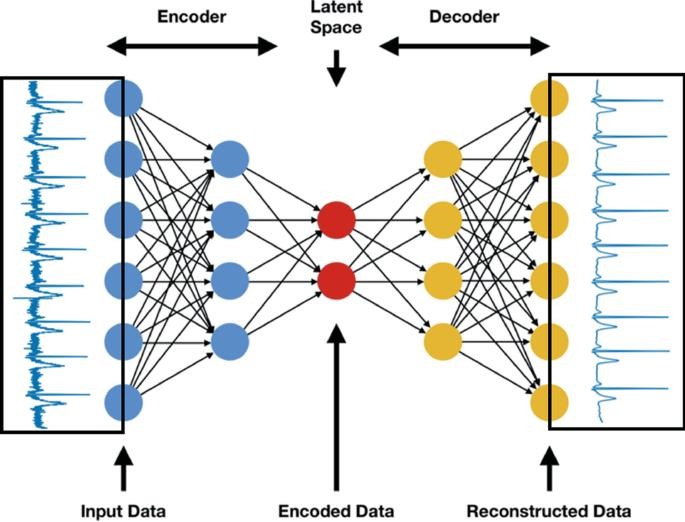 Encoder
Latent
Space
Decoder
Input Data
Encoded Data
Reconstructed Data